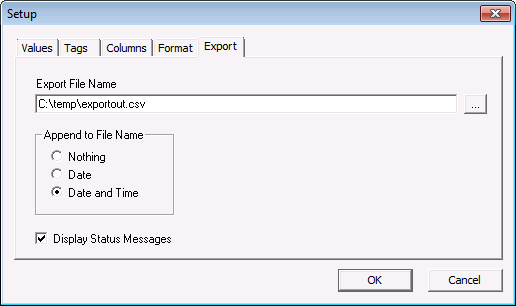 Setup
Values Tags Columns Format Export
Export File Name
C:\temp\exportout.csv
...
Append to File Name
Nothing
Date
Date and Time
Display Status Messages
OK Cancel